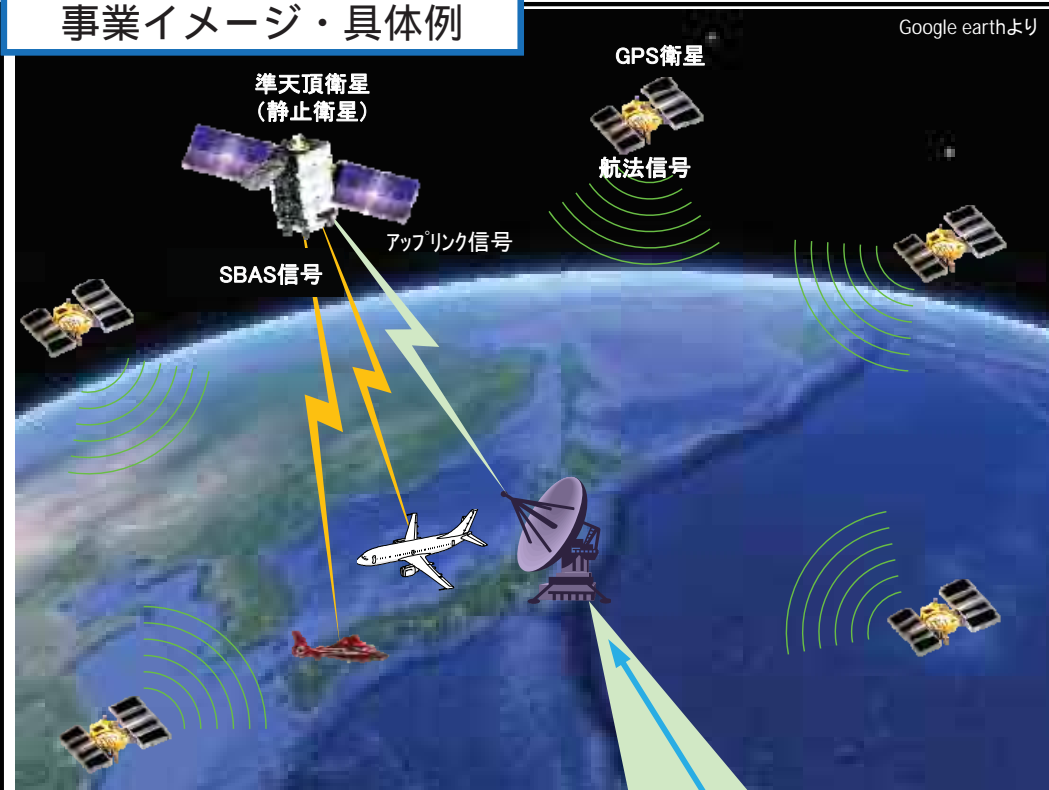 事業イメージ・具体例
Google earthより
GPS衛星
準天頂衛星
（静止衛星）
航法信号
アップリンク信号
SBAS信号